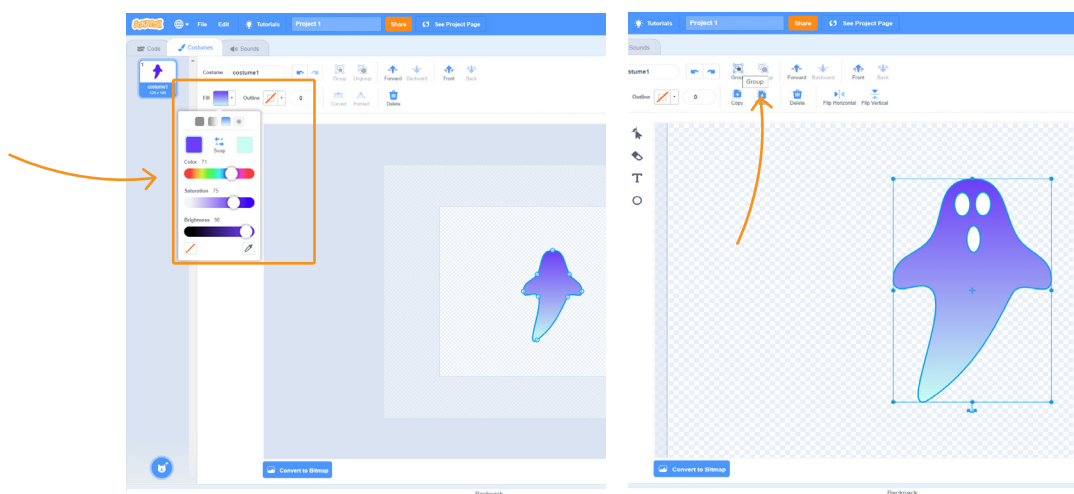 SCRATCH File Edit Tutorials Project 1 Share See Project Page
Code Costumes Sounds
1
costume1
Costume costume1 Group Ungroup Forward Backward Front Back
Fill Outline 0 Curved Pointed Delete
Swap
Color 71
Saturation 75
Brightness 90
Convert to Bitmap
Backpack
Tutorials Project 1 Share See Project Page
Sounds
stume1 Group Forward Backward Front Back
Group
Outline 0 Copy Delete Flip Horizontal Flip Vertical
T
Convert to Bitmap
Backpack